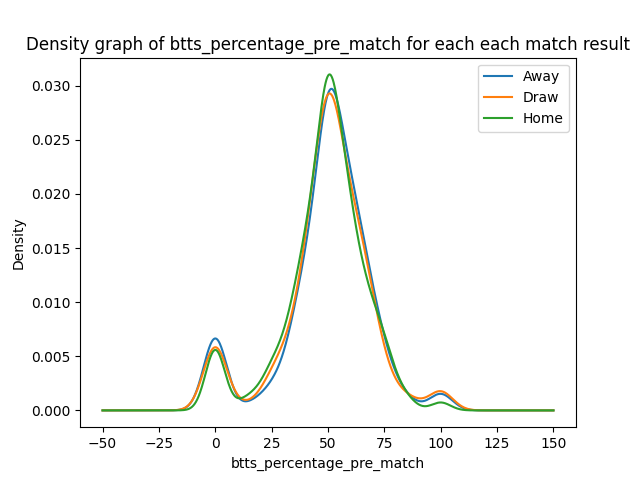 Density graph of btts_percentage_pre_match for each each match result
Away
Draw
Home
Density
0.030
0.025
0.020
0.015
0.010
0.005
0.000
−50
−25
0
25
50
75
100
125
150
btts_percentage_pre_match